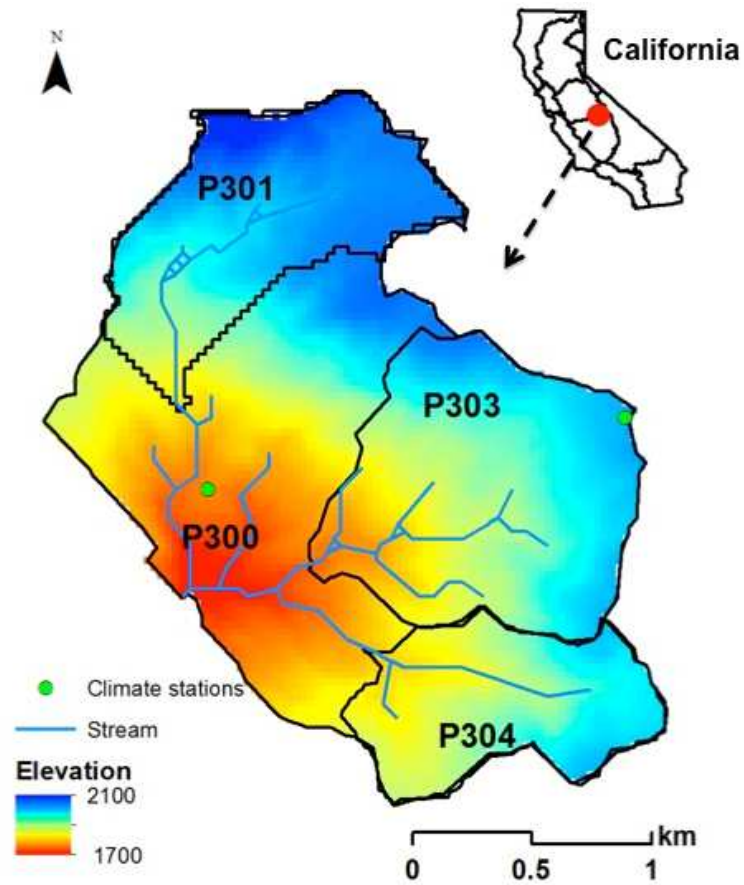 N
California
P301
P303
P300
P304
Climate stations
Stream
Elevation
2100
1700
km
0 0.5 1